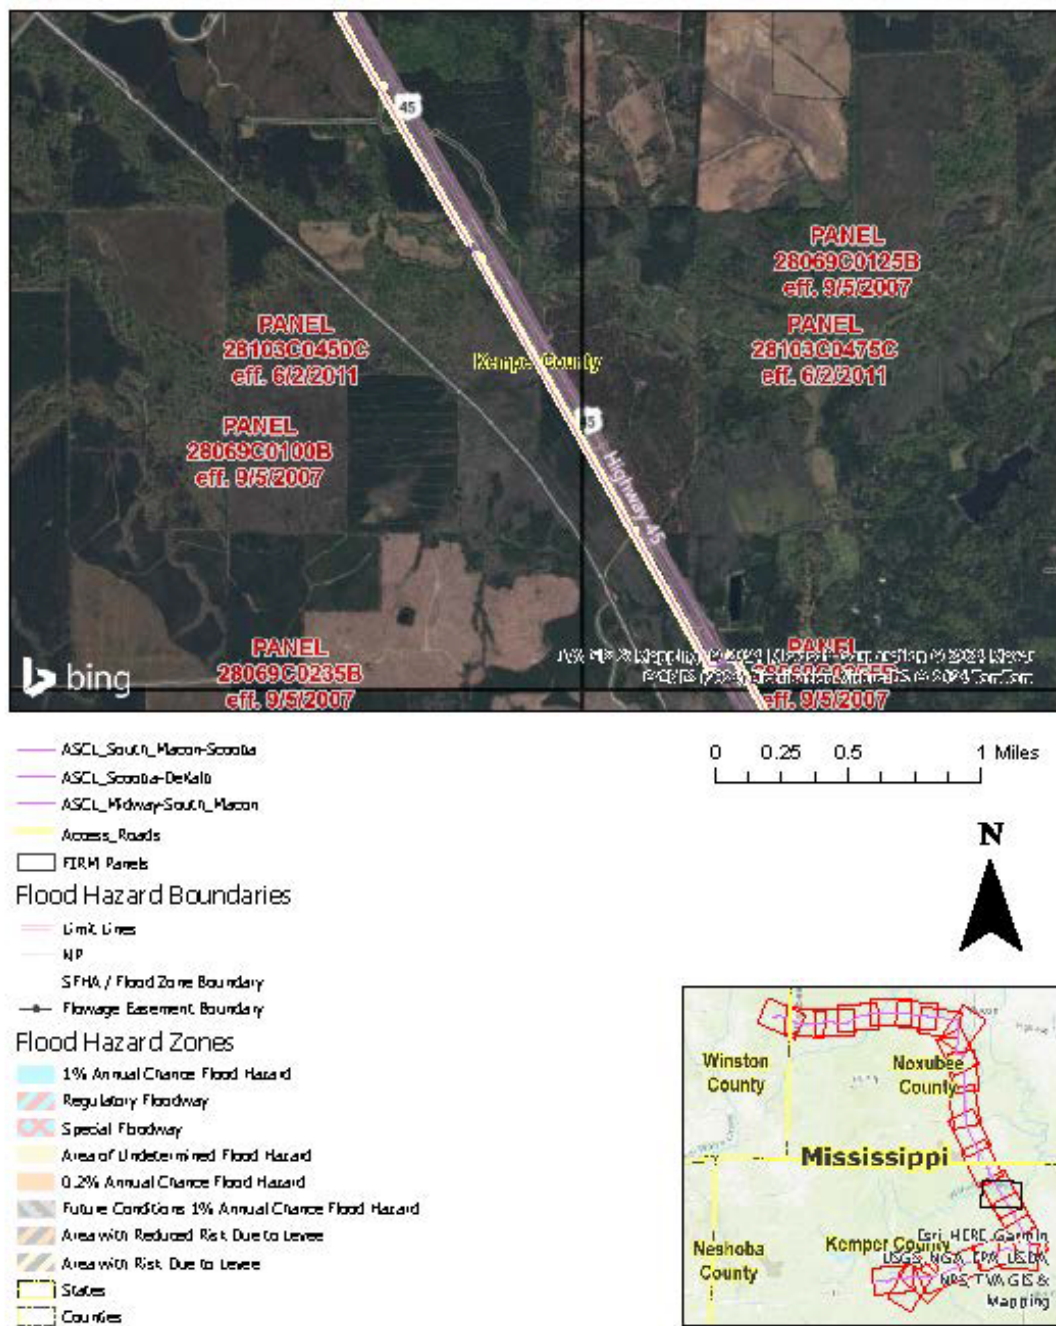 45
PANEL
28069C0125B
eff. 9/5/2007
PANEL
28103C0450C
eff. 6/2/2011
PANEL
28103C0475C
eff. 6/2/2011
Kemper County
PANEL
28069C0100B
eff. 9/5/2007
5
Highway 45
PANEL
28069C0235B
eff. 9/5/2007
PANEL
eff. 9/5/2007
bing
ASCL_South_Macon-Scooba
ASCL_Scooba-DeKalb
ASCL_Midway-South_Macon
Access_Roads
FIRM Panels
Flood Hazard Boundaries
Limit Lines
NP
SFHA / Flood Zone Boundary
Flowage Easement Boundary
Flood Hazard Zones
1% Annual Chance Flood Hazard
Regulatory Floodway
Special Floodway
Area of Undetermined Flood Hazard
0.2% Annual Chance Flood Hazard
Future Conditions 1% Annual Chance Flood Hazard
Area with Reduced Risk Due to Levee
Area with Risk Due to Levee
States
Counties
0 0.25 0.5 1 Miles
N
Winston
County
Noxubee
County
Mississippi
Neshoba
County
Kemper County
Esri, HERE, Garmin,
USGS, NGA, EPA, USDA,
NPS, TVA GIS &
Mapping